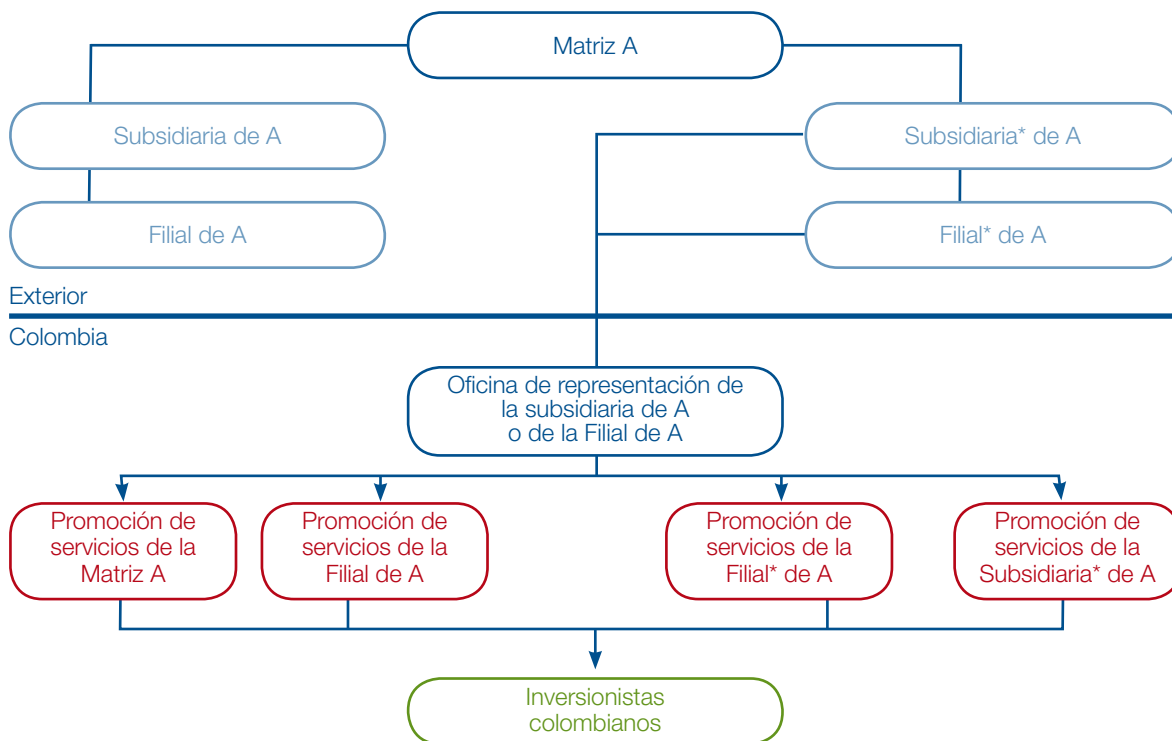 Matriz A
Subsidiaria de A
Subsidiaria* de A
Filial de A
Filial* de A
Exterior
Colombia
Oficina de representación de
la subsidiaria de A
o de la Filial de A
Promoción de
servicios de la
Matriz A
Promoción de
servicios de la
Filial de A
Promoción de
servicios de la
Filial* de A
Promoción de
servicios de la
Subsidiaria* de A
Inversionistas
colombianos